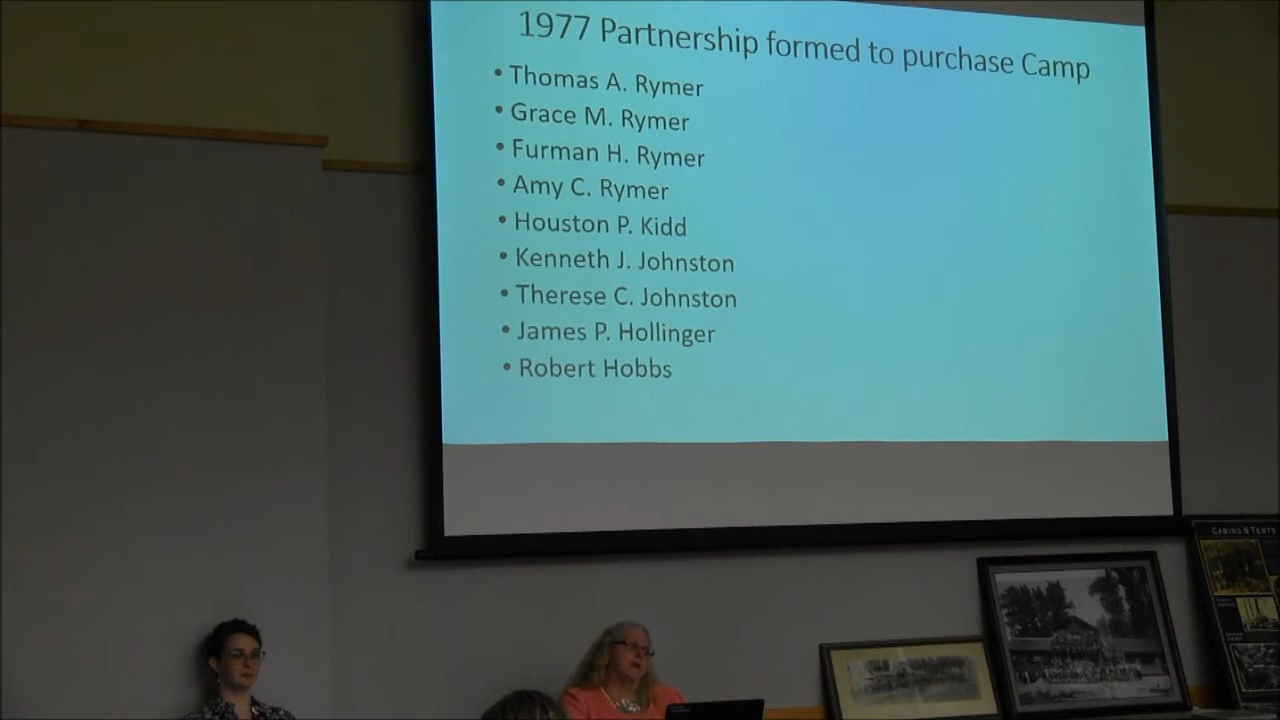 1977 Partnership formed to purchase Camp
• Thomas A. Rymer
• Grace M. Rymer
• Furman H. Rymer
• Amy C. Rymer
• Houston P. Kidd
• Kenneth J. Johnston
• Therese C. Johnston
• James P. Hollinger
• Robert Hobbs
CABINS & TENTS